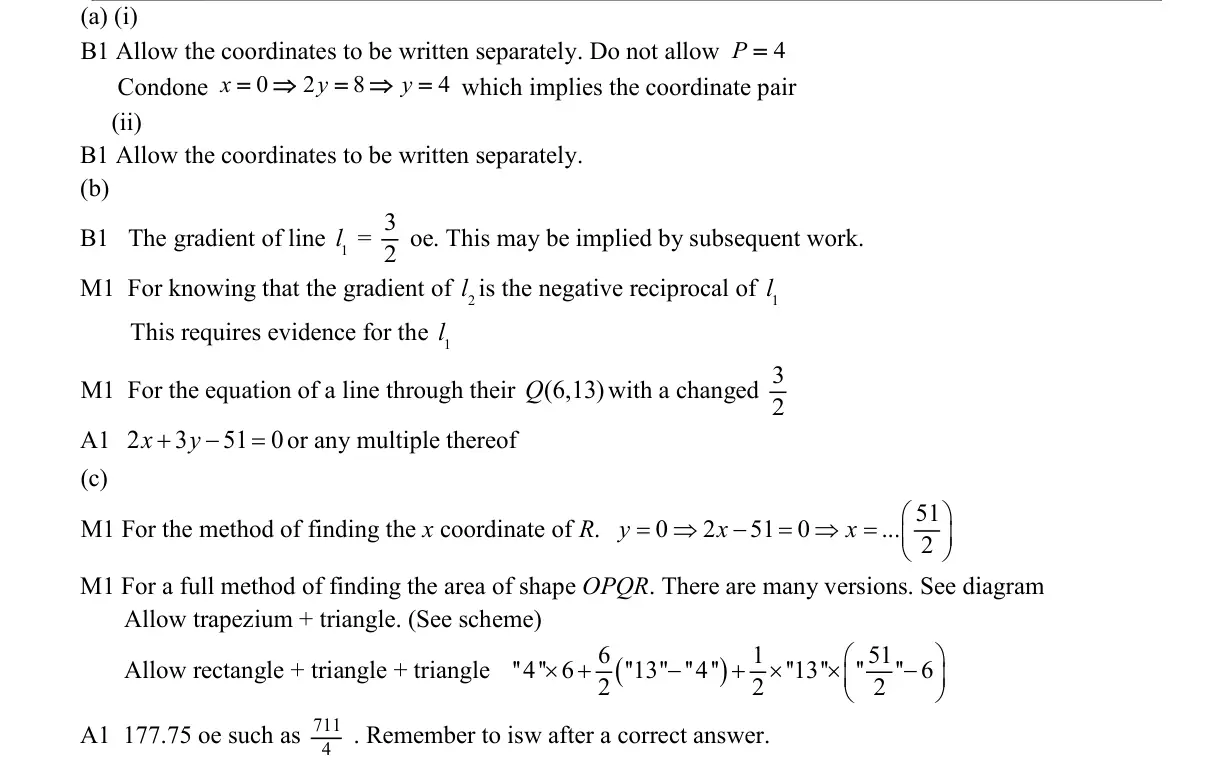 (a) (i)
B1 Allow the coordinates to be written separately. Do not allow P = 4
Condone x = 0 ⇒ 2y = 8 ⇒ y = 4 which implies the coordinate pair
(ii)
B1 Allow the coordinates to be written separately.
(b)
B1 The gradient of line l₁ = 3/2 oe. This may be implied by subsequent work.
M1 For knowing that the gradient of l₂ is the negative reciprocal of l₁
This requires evidence for the l₁
M1 For the equation of a line through their Q(6,13) with a changed 3/2
A1 2x + 3y − 51 = 0 or any multiple thereof
(c)
M1 For the method of finding the x coordinate of R. y = 0 ⇒ 2x − 51 = 0 ⇒ x = ...(51/2)
M1 For a full method of finding the area of shape OPQR. There are many versions. See diagram
Allow trapezium + triangle. (See scheme)
Allow rectangle + triangle + triangle "4"×6 + 6/2("13"−"4") + 1/2×"13"×("51/2"−6)
A1 177.75 oe such as 711/4 . Remember to isw after a correct answer.